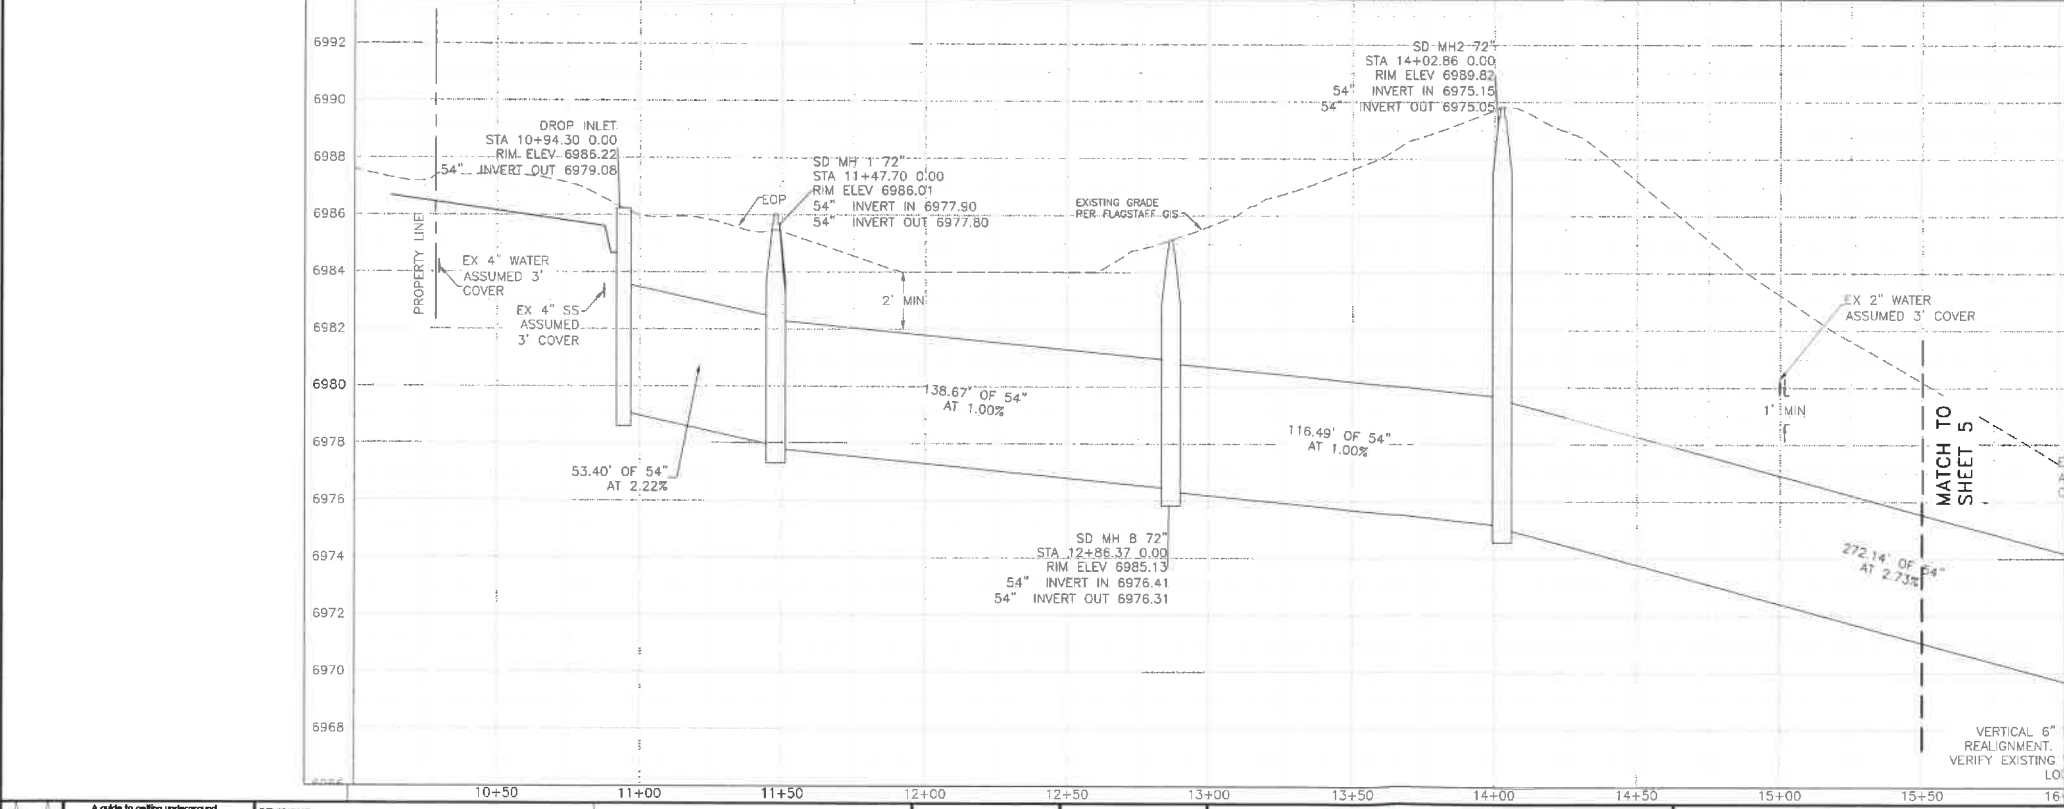 6992
6990
6988
6986
6984
6982
6980
6978
6976
6974
6972
6970
6968
PROPERTY LINE
DROP INLET
STA 10+94.30 0.00
RIM ELEV 6986.22
54" INVERT OUT 6979.08
EX 4" WATER
ASSUMED 3'
COVER
EX 4" SS
ASSUMED
3' COVER
EOP
SD MH 1 72"
STA 11+47.70 0.00
RIM ELEV 6986.01
54" INVERT IN 6977.90
54" INVERT OUT 6977.80
2' MIN
53.40' OF 54"
AT 2.22%
138.67' OF 54"
AT 1.00%
EXISTING GRADE
PER FLAGSTAFF GIS
SD MH B 72"
STA 12+86.37 0.00
RIM ELEV 6985.13
54" INVERT IN 6976.41
54" INVERT OUT 6976.31
116.49' OF 54"
AT 1.00%
SD MH2 72"
STA 14+02.86 0.00
RIM ELEV 6989.82
54" INVERT IN 6975.15
54" INVERT OUT 6975.05
EX 2" WATER
ASSUMED 3' COVER
1' MIN
MATCH TO
SHEET 5
272.14' OF 54"
AT 2.73%
VERTICAL 6"
REALIGNMENT.
VERIFY EXISTING
10+50
11+00
11+50
12+00
12+50
13+00
13+50
14+00
14+50
15+00
15+50